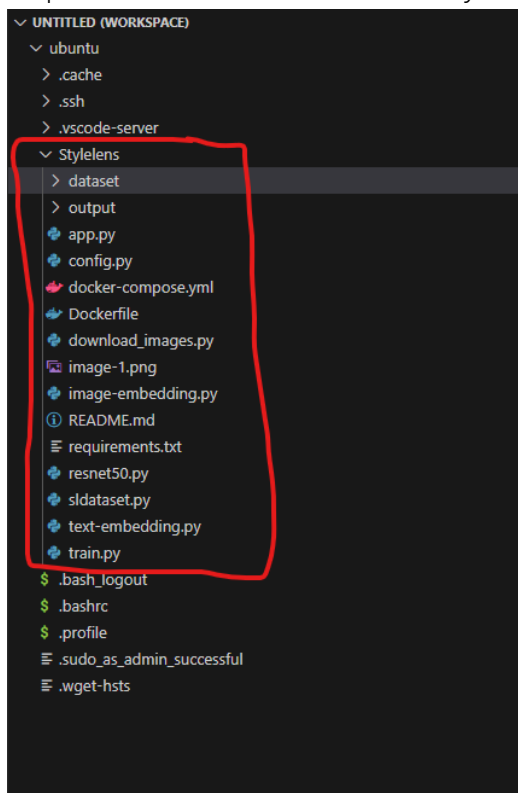 UNTITLED (WORKSPACE)
ubuntu
.cache
.ssh
.vscode-server
Stylelens
dataset
output
app.py
config.py
docker-compose.yml
Dockerfile
download_images.py
image-1.png
image-embedding.py
README.md
requirements.txt
resnet50.py
sldataset.py
text-embedding.py
train.py
$ .bash_logout
$ .bashrc
$ .profile
.sudo_as_admin_successful
.wget-hsts